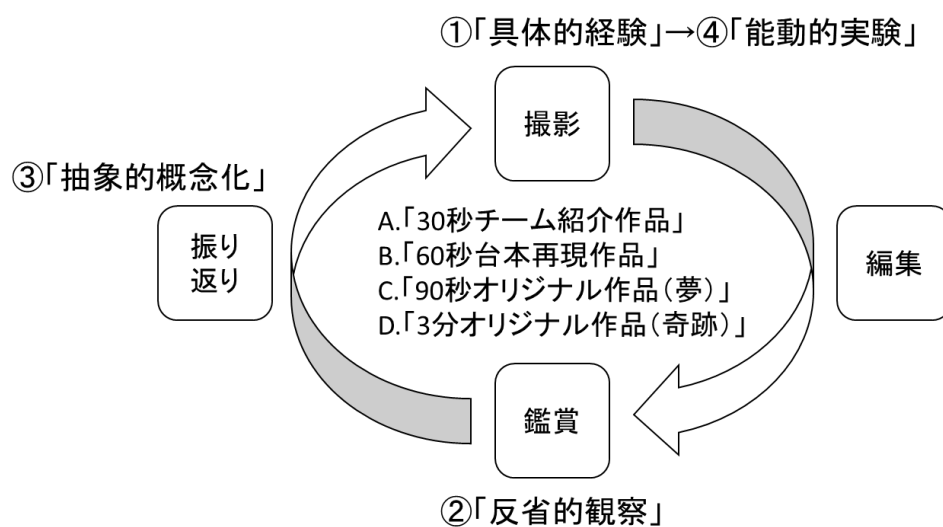 ①「具体的経験」→④「能動的実験」
撮影
③「抽象的概念化」
振り
返り
A.「30秒チーム紹介作品」
B.「60秒台本再現作品」
C.「90秒オリジナル作品(夢)」
D.「3分オリジナル作品(奇跡)」
編集
鑑賞
②「反省的観察」